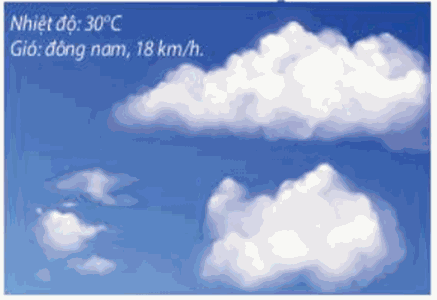 Nhiệt độ: 30°C
Gió: đông nam, 18 km/h.